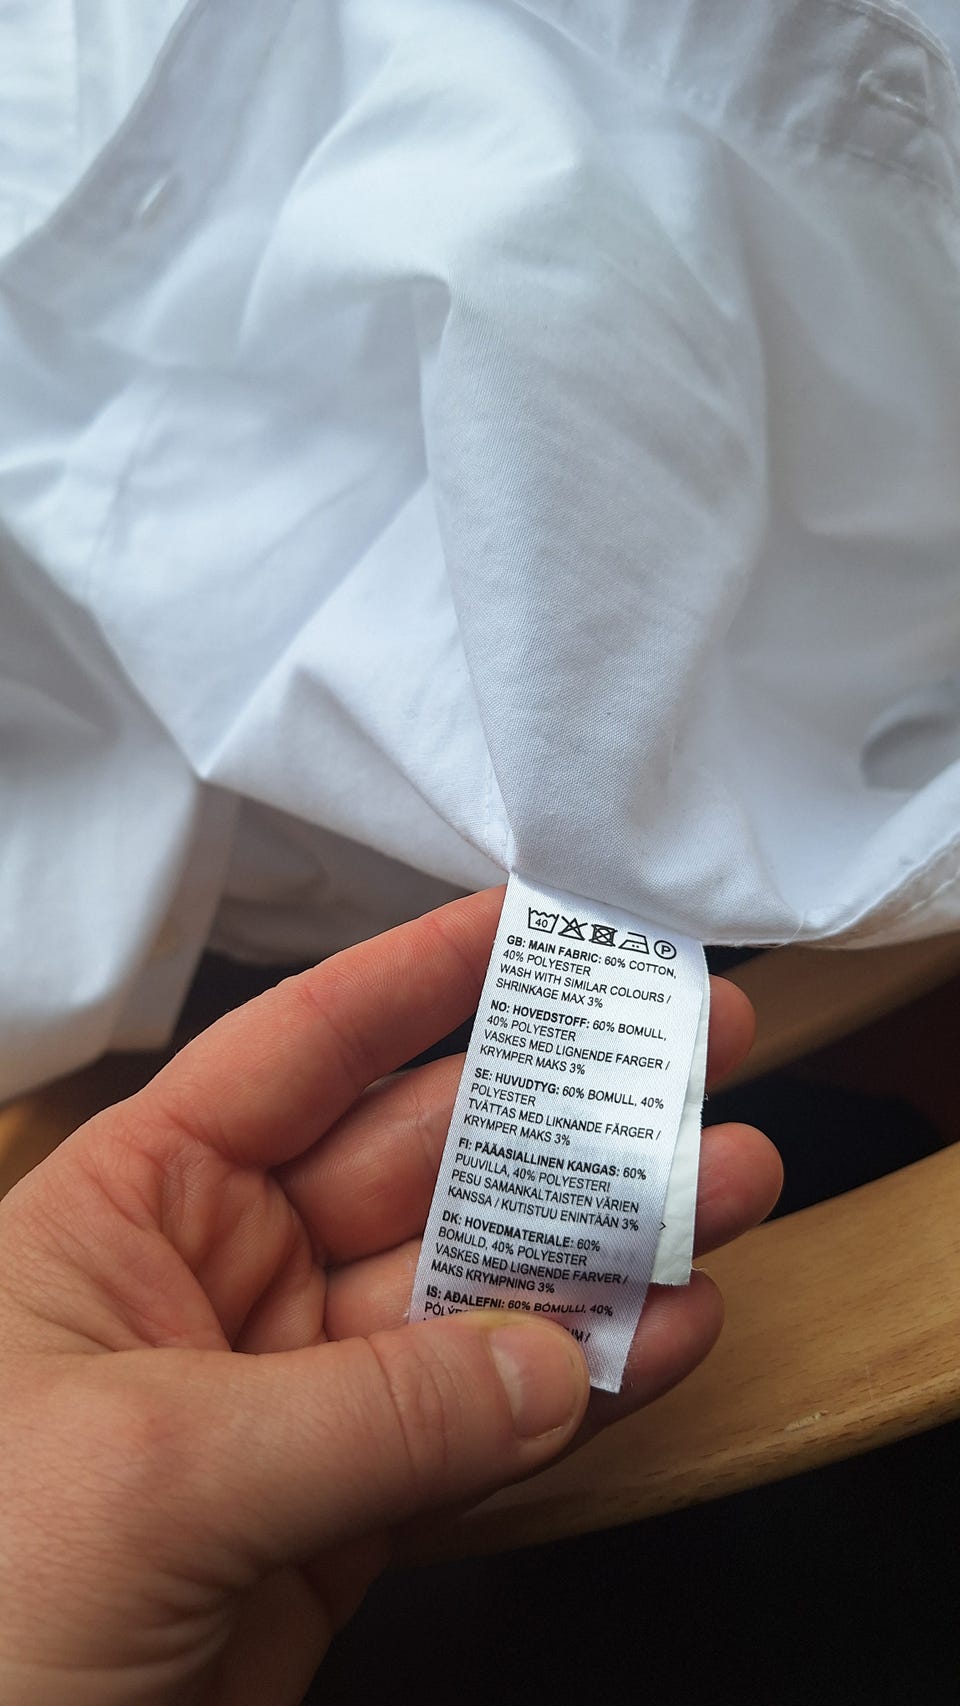 40 P
GB: MAIN FABRIC: 60% COTTON,
40% POLYESTER
WASH WITH SIMILAR COLOURS /
SHRINKAGE MAX 3%
NO: HOVEDSTOFF: 60% BOMULL,
40% POLYESTER
VASKES MED LIGNENDE FARGER /
KRYMPER MAKS 3%
SE: HUVUDTYG: 60% BOMULL, 40%
POLYESTER
TVÄTTAS MED LIKNANDE FÄRGER /
KRYMPER MAKS 3%
FI: PÄÄASIALLINEN KANGAS: 60%
PUUVILLA, 40% POLYESTERI
PESU SAMANKALTAISTEN VÄRIEN
KANSSA / KUTISTUU ENINTÄÄN 3%
DK: HOVEDMATERIALE: 60%
BOMULD, 40% POLYESTER
VASKES MED LIGNENDE FARVER /
MAKS KRYMPNING 3%
IS: AÐALEFNI: 60% BÓMULL, 40%